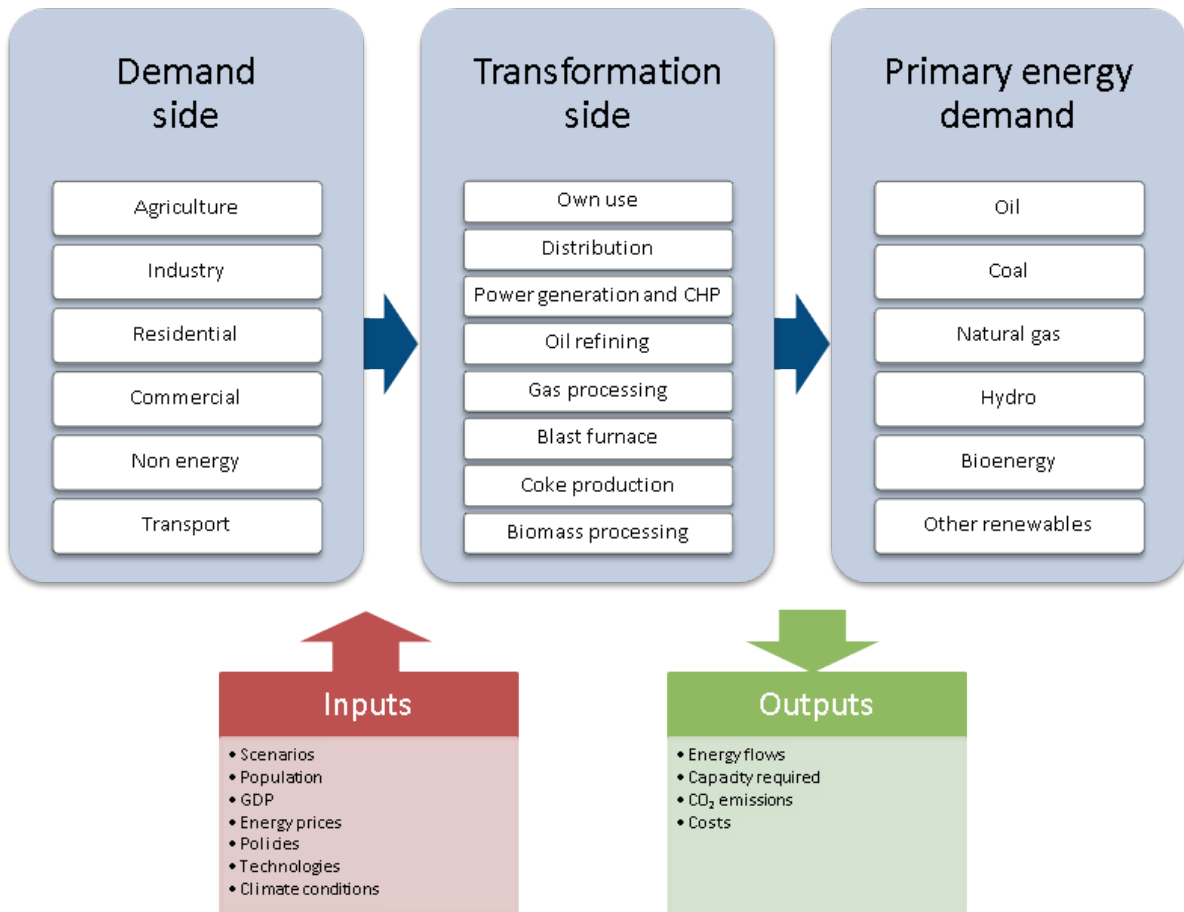 Demand
side
Agriculture
Industry
Residential
Commercial
Non energy
Transport
Transformation
side
Own use
Distribution
Power generation and CHP
Oil refining
Gas processing
Blast furnace
Coke production
Biomass processing
Primary energy
demand
Oil
Coal
Natural gas
Hydro
Bioenergy
Other renewables
Inputs
• Scenarios
• Population
• GDP
• Energy prices
• Policies
• Technologies
• Climate conditions
Outputs
• Energy flows
• Capacity required
• CO₂ emissions
• Costs